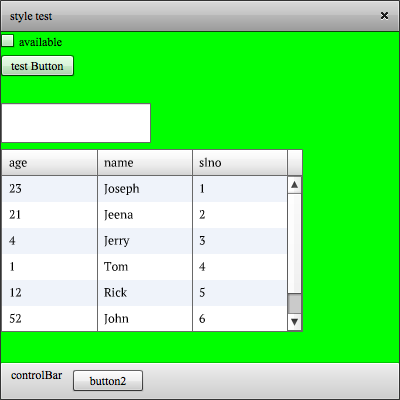 style test
available
test Button
age name slno
23 Joseph 1
21 Jeena 2
4 Jerry 3
1 Tom 4
12 Rick 5
52 John 6
controlBar button2